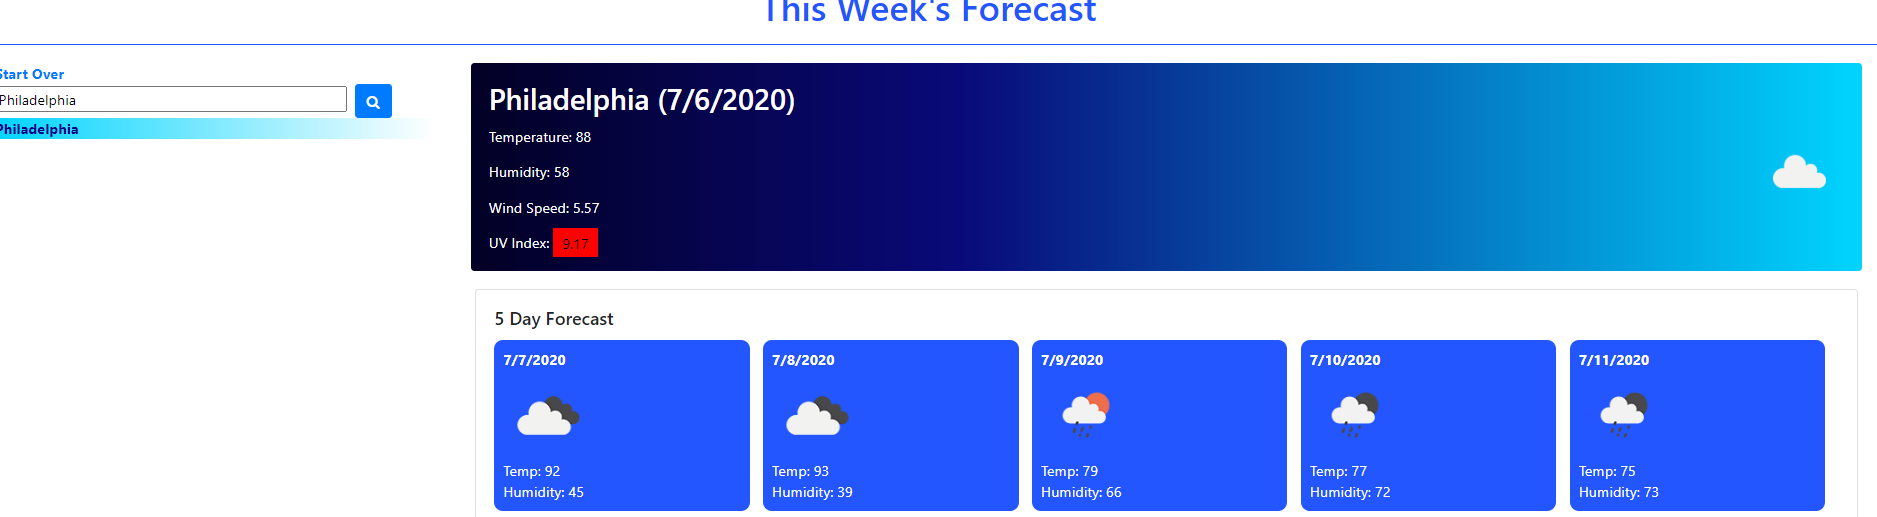 This Week's Forecast
Start Over
Philadelphia
Philadelphia
Philadelphia (7/6/2020)
Temperature: 88
Humidity: 58
Wind Speed: 5.57
UV Index: 9.17
5 Day Forecast
7/7/2020
Temp: 92
Humidity: 45
7/8/2020
Temp: 93
Humidity: 39
7/9/2020
Temp: 79
Humidity: 66
7/10/2020
Temp: 77
Humidity: 72
7/11/2020
Temp: 75
Humidity: 73